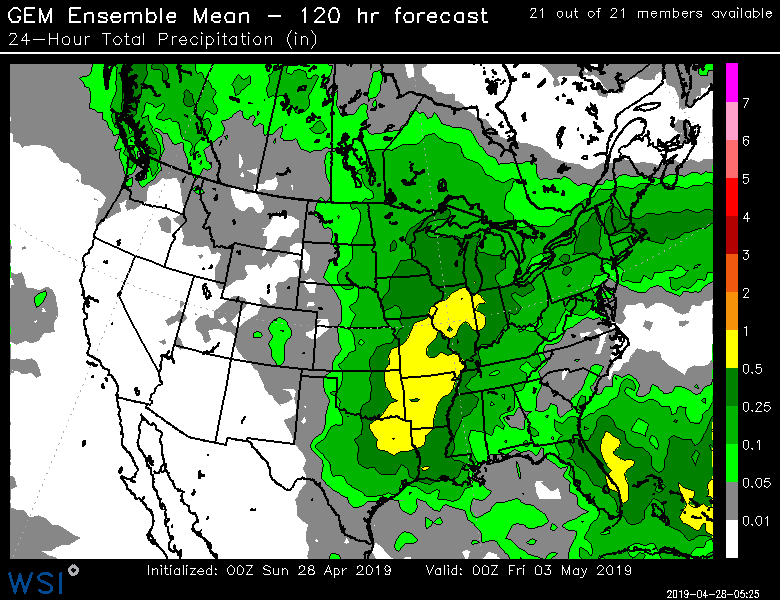 GEM Ensemble Mean — 120 hr forecast
21 out of 21 members available
24-Hour Total Precipitation (in)
7
6
5
4
3
2
1
0.5
0.25
0.1
0.05
0.01
Initialized: 00Z Sun 28 Apr 2019 Valid: 00Z Fri 03 May 2019
WSI
2019-04-28-05:25